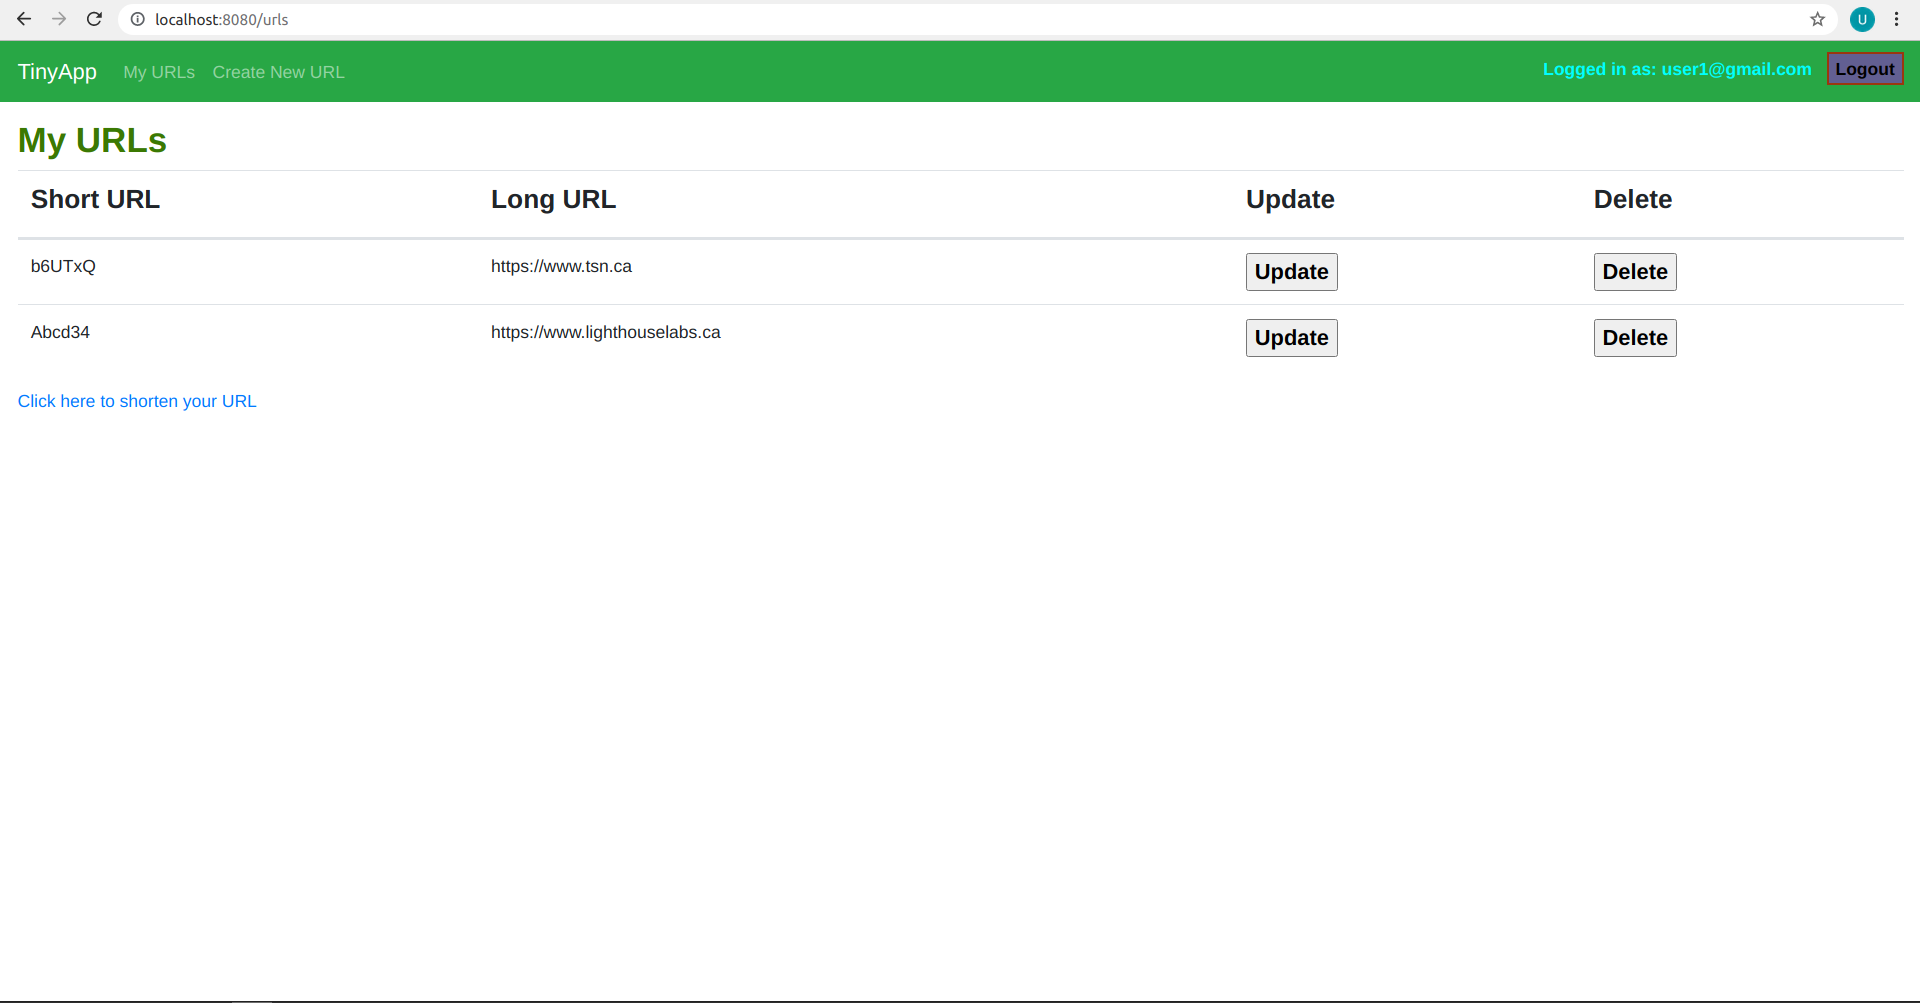 localhost:8080/urls
U
TinyApp My URLs Create New URL Logged in as: user1@gmail.com Logout
My URLs
Short URL Long URL Update Delete
b6UTxQ https://www.tsn.ca Update Delete
Abcd34 https://www.lighthouselabs.ca Update Delete
Click here to shorten your URL